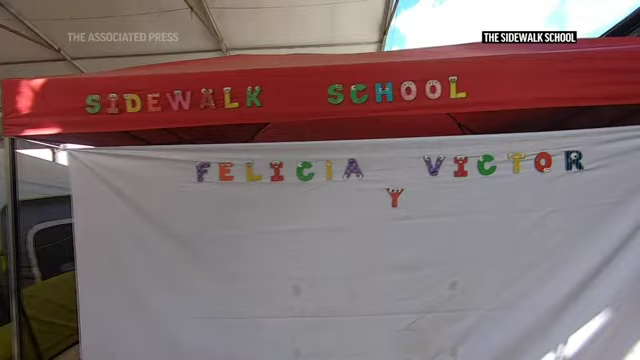 THE ASSOCIATED PRESS
THE SIDEWALK SCHOOL
SIDEWALK SCHOOL
FELICIA VICTOR
Y